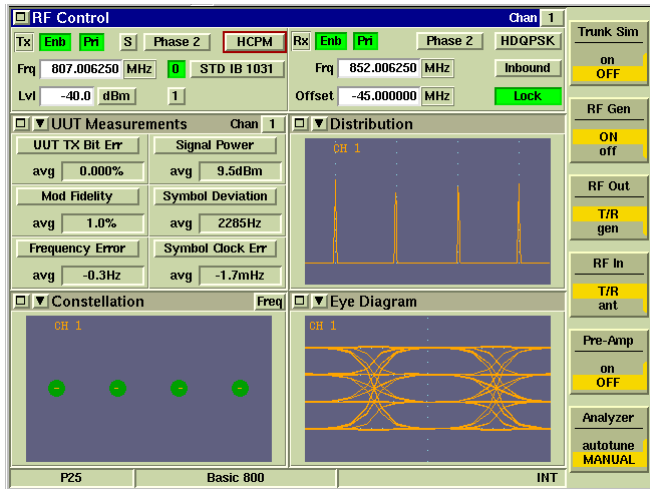 RF Control Chan 1
Tx Enb Pri S Phase 2 HCPM Rx Enb Pri Phase 2 HDQPSK
Frq 807.006250 MHz 0 STD IB 1031 Frq 852.006250 MHz Inbound
Lvl -40.0 dBm 1 Offset -45.000000 MHz Lock
UUT Measurements Chan 1
UUT TX Bit Err Signal Power
avg 0.000% avg 9.5dBm
Mod Fidelity Symbol Deviation
avg 1.0% avg 2285Hz
Frequency Error Symbol Clock Err
avg -0.3Hz avg -1.7mHz
Distribution
CH 1
Constellation Freq
CH 1
Eye Diagram
CH 1
Trunk Sim
on
OFF
RF Gen
ON
off
RF Out
T/R
gen
RF In
T/R
ant
Pre-Amp
on
OFF
Analyzer
autotune
MANUAL
P25 Basic 800 INT